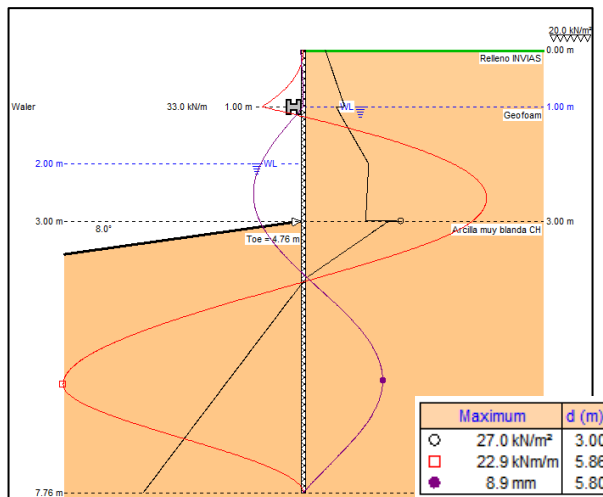 20.0 kN/m²
0.00 m
Relleno INVIAS
Waler 33.0 kN/m 1.00 m WL 1.00 m
Geofoam
2.00 m WL
3.00 m 3.00 m
8.0° Arcilla muy blanda CH
Toe = 4.76 m
Maximum d (m)
27.0 kN/m² 3.00
22.9 kNm/m 5.86
8.9 mm 5.80
7.76 m